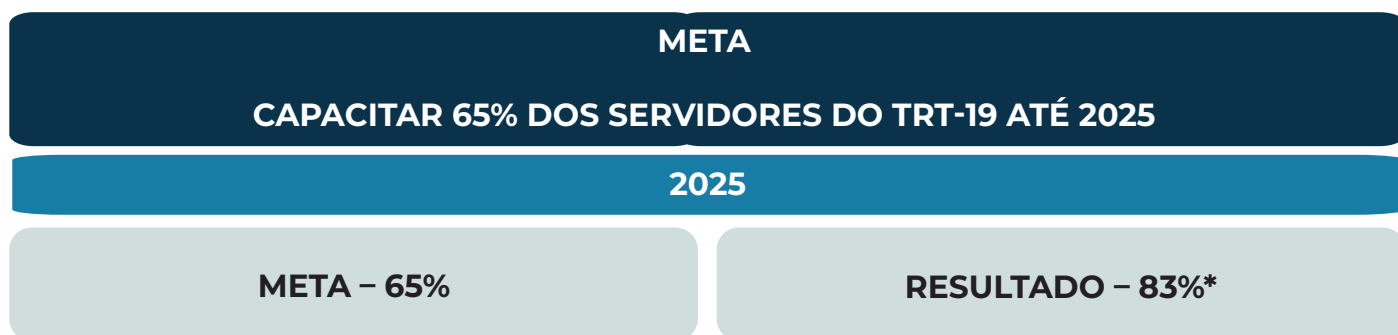 META
CAPACITAR 65% DOS SERVIDORES DO TRT-19 ATÉ 2025
2025
META – 65%
RESULTADO – 83%*